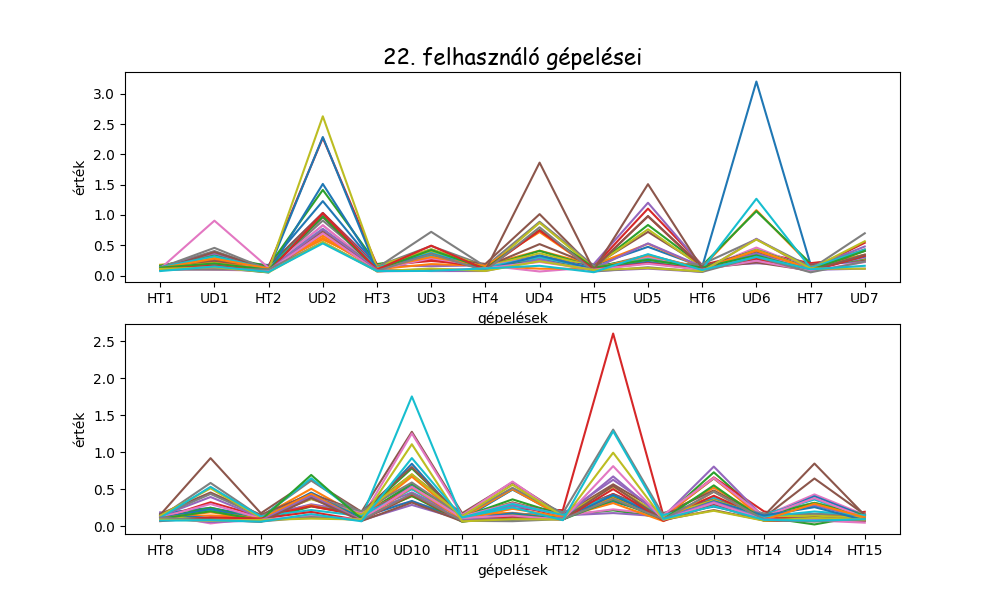 22. felhasználó gépelései
érték
3.0
2.5
2.0
1.5
1.0
0.5
0.0
HT1 UD1 HT2 UD2 HT3 UD3 HT4 UD4 HT5 UD5 HT6 UD6 HT7 UD7
gépelések
érték
2.5
2.0
1.5
1.0
0.5
0.0
HT8 UD8 HT9 UD9 HT10 UD10 HT11 UD11 HT12 UD12 HT13 UD13 HT14 UD14 HT15
gépelések